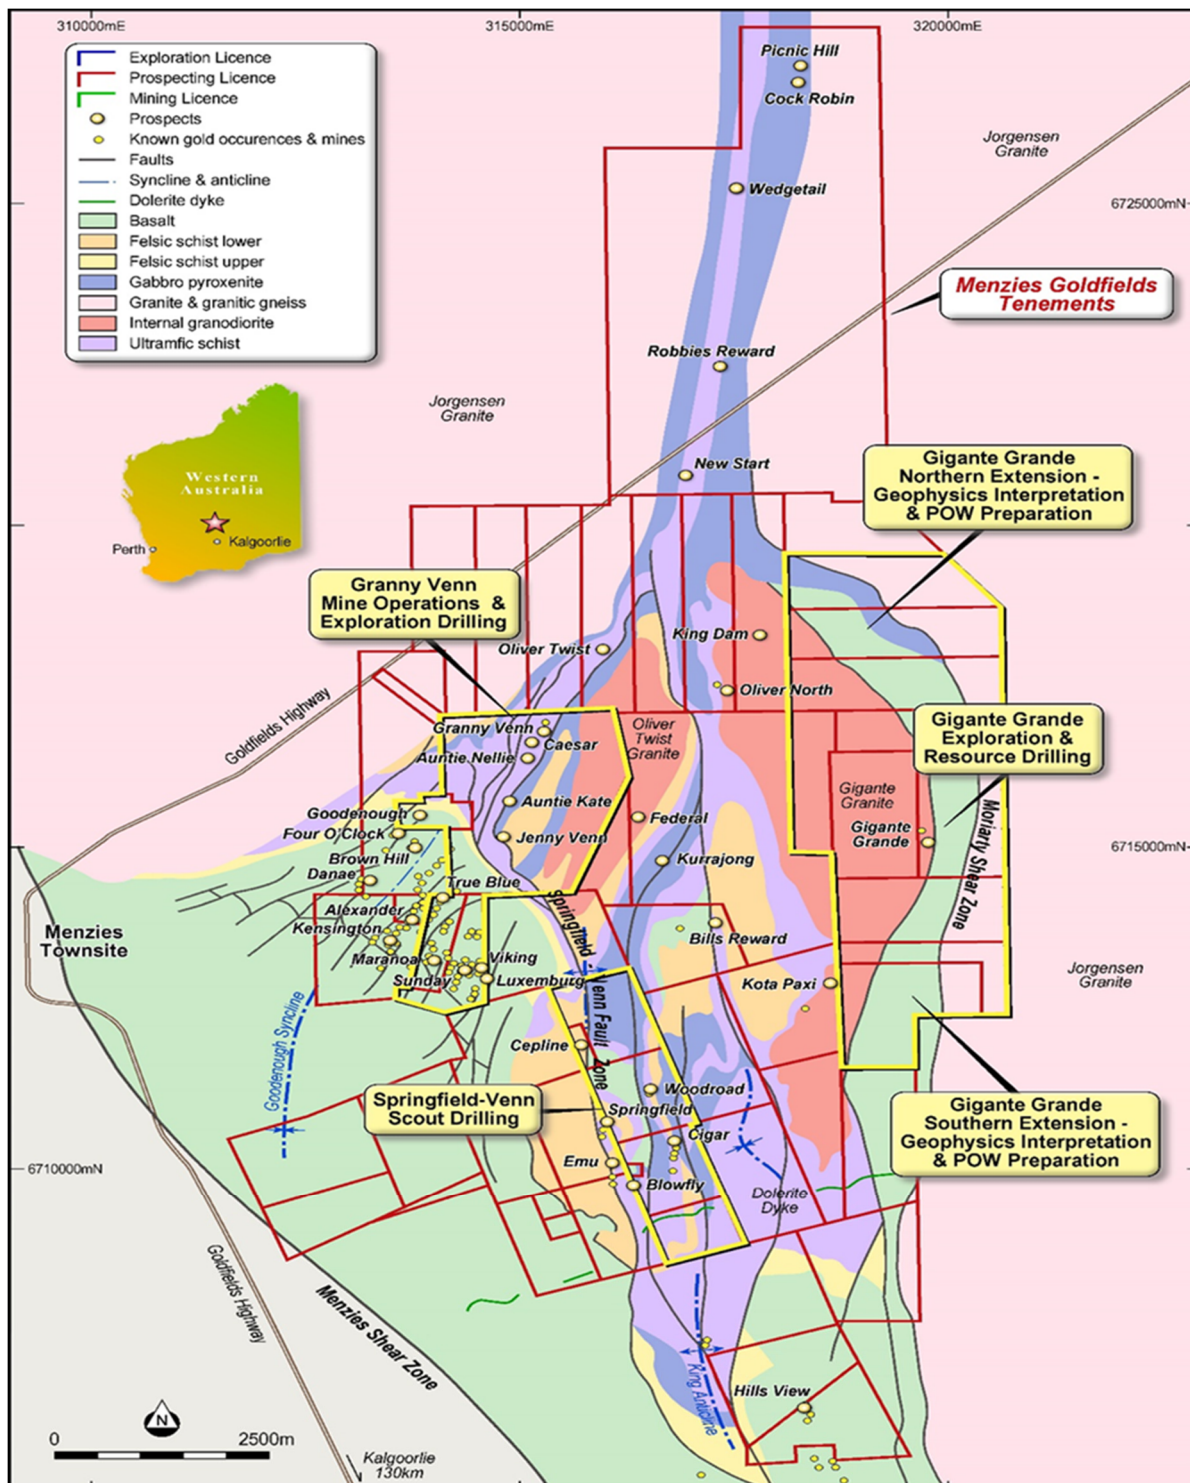 310000mE
315000mE
320000mE
Exploration Licence
Prospecting Licence
Mining Licence
Prospects
Known gold occurences & mines
Faults
Syncline & anticline
Dolerite dyke
Basalt
Felsic schist lower
Felsic schist upper
Gabbro pyroxenite
Granite & granitic gneiss
Internal granodiorite
Ultramfic schist
Picnic Hill
Cock Robin
Jorgensen
Granite
Wedgetail
6725000mN
Menzies Goldfields
Tenements
Robbies Reward
Jorgensen
Granite
New Start
Western
Australia
Perth
Kalgoorlie
Gigante Grande
Northern Extension -
Geophysics Interpretation
& POW Preparation
Granny Venn
Mine Operations &
Exploration Drilling
King Dam
Oliver Twist
Oliver North
Goldfields Highway
Granny Venn
Caesar
Auntie Nellie
Oliver
Twist
Granite
Gigante Grande
Exploration &
Resource Drilling
Gigante
Granite
Auntie Kate
Goodenough
Four O'Clock
Jenny Venn
Federal
Gigante
Grande
Moriarty Shear Zone
6715000mN
Brown Hill
Danae
Kurrajong
True Blue
Alexander
Kensington
Springfield - Venn Fault Zone
Menzies
Townsite
Bills Reward
Maranoa
Viking
Sunday
Luxemburg
Kota Paxi
Jorgensen
Granite
Goodenough Syncline
Cepline
Springfield-Venn
Scout Drilling
Woodroad
Springfield
Cigar
Gigante Grande
Southern Extension -
Geophysics Interpretation
& POW Preparation
6710000mN
Emu
Blowfly
Dolerite
Dyke
Goldfields Highway
Menzies Shear Zone
King Anticline
Hills View
N
0
2500m
Kalgoorlie
130km